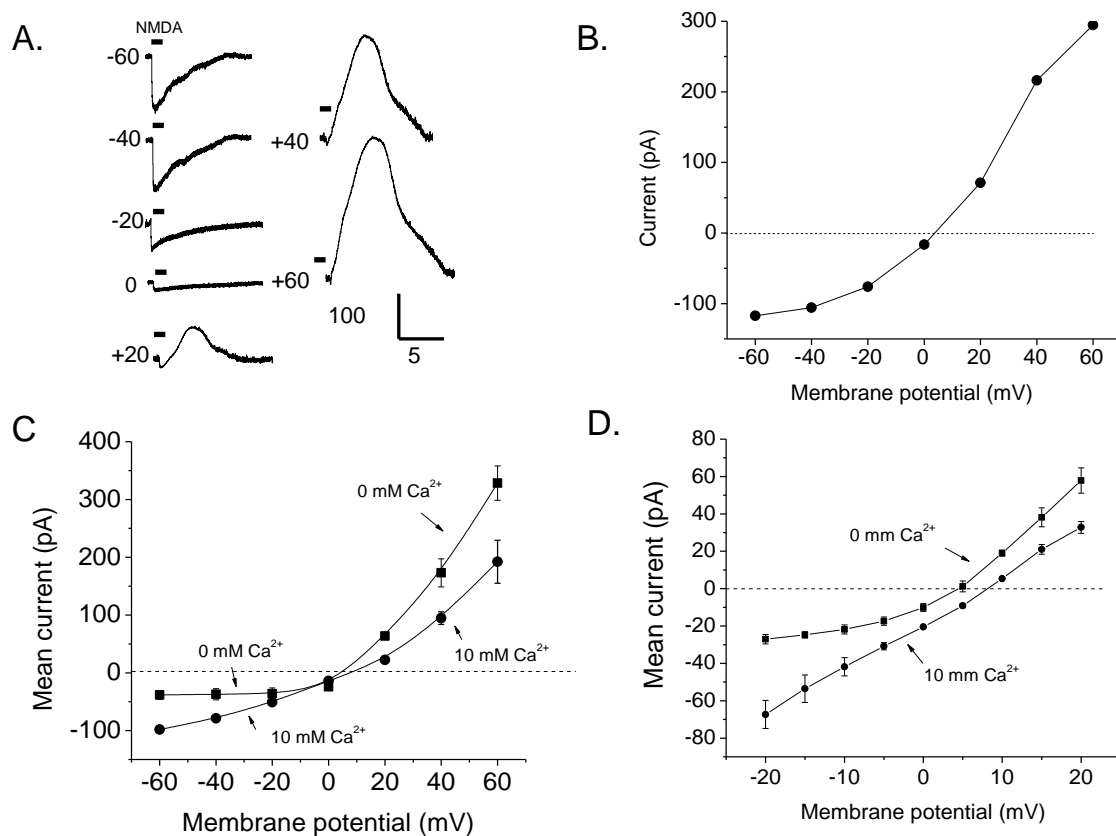 A.
NMDA
-60
-40
-20
0
+20
+40
+60
100
5
B.
Current (pA)
300
200
100
0
-100
-60 -40 -20 0 20 40 60
Membrane potential (mV)
C
Mean current (pA)
400
300
200
100
0
-100
0 mM Ca²⁺
0 mM Ca²⁺
10 mM Ca²⁺
10 mM Ca²⁺
-60 -40 -20 0 20 40 60
Membrane potential (mV)
D.
Mean current (pA)
80
60
40
20
0
-20
-40
-60
-80
0 mm Ca²⁺
10 mm Ca²⁺
-20 -10 0 10 20
Membrane potential (mV)